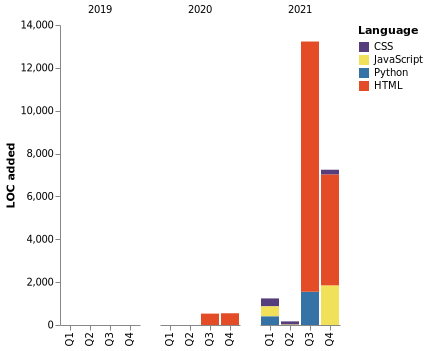 2019
2020
2021
Language
CSS
JavaScript
Python
HTML
LOC added
14,000
12,000
10,000
8,000
6,000
4,000
2,000
0
Q1 Q2 Q3 Q4 Q1 Q2 Q3 Q4 Q1 Q2 Q3 Q4